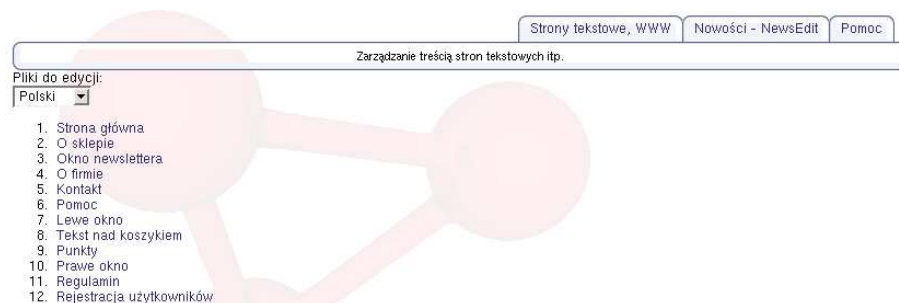 Strony tekstowe, WWW Nowości - NewsEdit Pomoc
Zarządzanie treścią stron tekstowych itp.
Pliki do edycji:
Polski
1. Strona główna
2. O sklepie
3. Okno newslettera
4. O firmie
5. Kontakt
6. Pomoc
7. Lewe okno
8. Tekst nad koszykiem
9. Punkty
10. Prawe okno
11. Regulamin
12. Rejestracja użytkowników